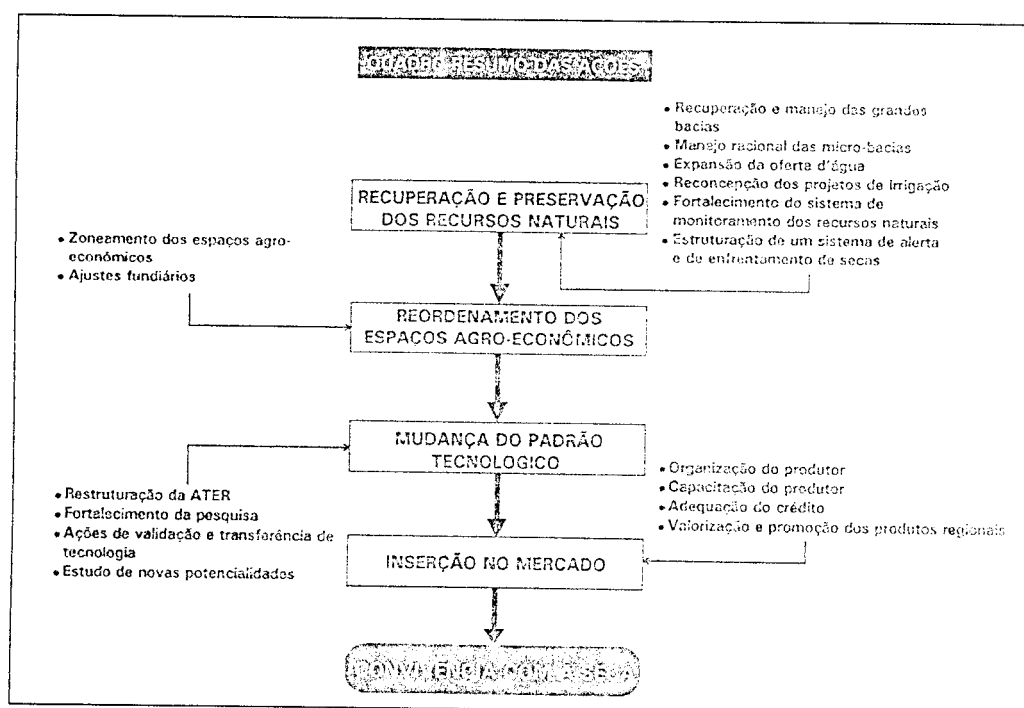 QUADRO RESUMO DAS AÇÕES
• Recuperação e manejo das grandes
bacias
• Manejo racional das micro-bacias
• Expansão da oferta d'água
• Reconcepção dos projetos de irrigação
• Fortalecimento do sistema de
monitoramento dos recursos naturais
• Estruturação de um sistema de alerta
e de enfrentamento de secas
RECUPERAÇÃO E PRESERVAÇÃO
DOS RECURSOS NATURAIS
• Zoneamento dos espaços agro-
econômicos
• Ajustes fundiários
REORDENAMENTO DOS
ESPAÇOS AGRO-ECONÔMICOS
MUDANÇA DO PADRÃO
TECNOLOGICO
• Restruturação da ATER
• Fortalecimento da pesquisa
• Ações de validação e transferência de
tecnologia
• Estudo de novas potencialidades
• Organização do produtor
• Capacitação do produtor
• Adequação do crédito
• Valorização e promoção dos produtos regionais
INSERÇÃO NO MERCADO
CONVIVÊNCIA COM A SECA